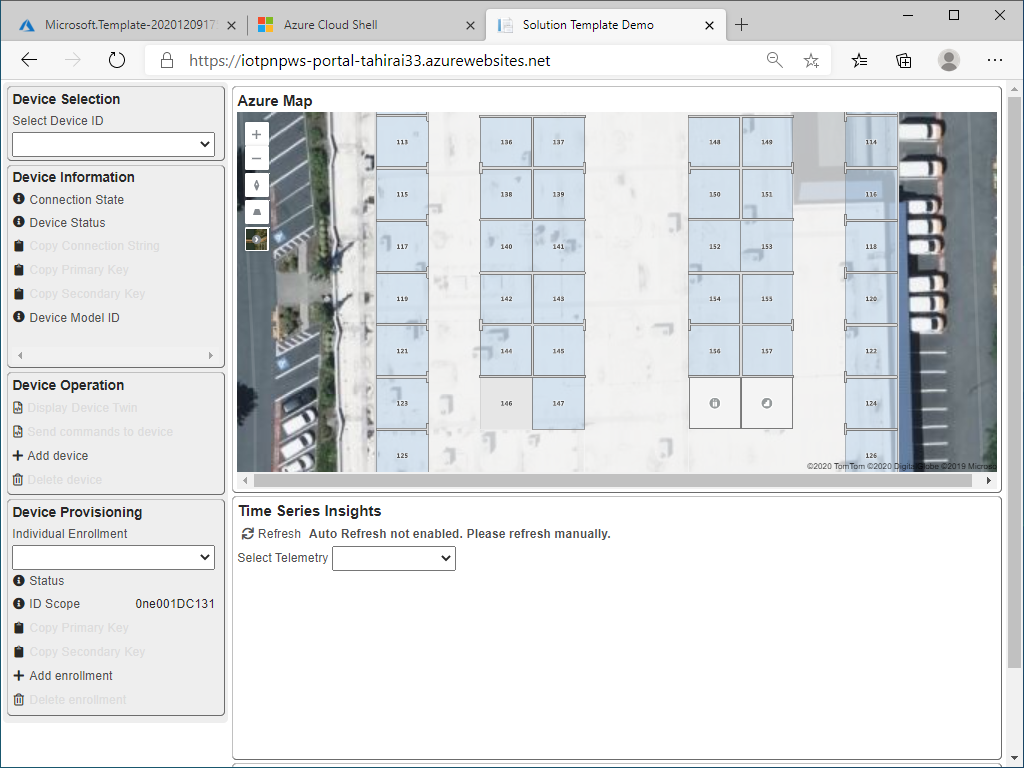 Microsoft.Template-2020120917
Azure Cloud Shell
Solution Template Demo
https://iotpnpws-portal-tahirai33.azurewebsites.net
Device Selection
Select Device ID
Device Information
Connection State
Device Status
Copy Connection String
Copy Primary Key
Copy Secondary Key
Device Model ID
Device Operation
Display Device Twin
Send commands to device
Add device
Delete device
Device Provisioning
Individual Enrollment
Status
ID Scope 0ne001DC131
Copy Primary Key
Copy Secondary Key
Add enrollment
Delete enrollment
Azure Map
113 136 137 148 149 114
115 138 139 150 151 116
117 140 141 152 153 118
119 142 143 154 155 120
121 144 145 156 157 122
123 146 147 124
125 126
©2020 TomTom ©2020 DigitalGlobe ©2019 Microso
Time Series Insights
Refresh Auto Refresh not enabled. Please refresh manually.
Select Telemetry